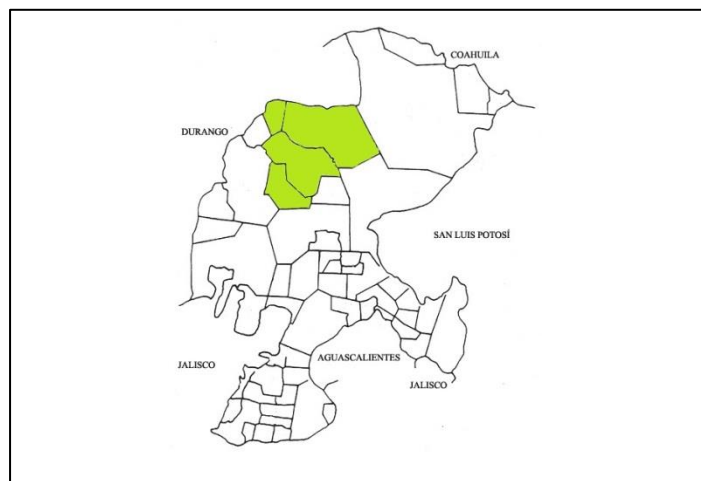 COAHUILA
DURANGO
SAN LUIS POTOSÍ
JALISCO
AGUASCALIENTES
JALISCO